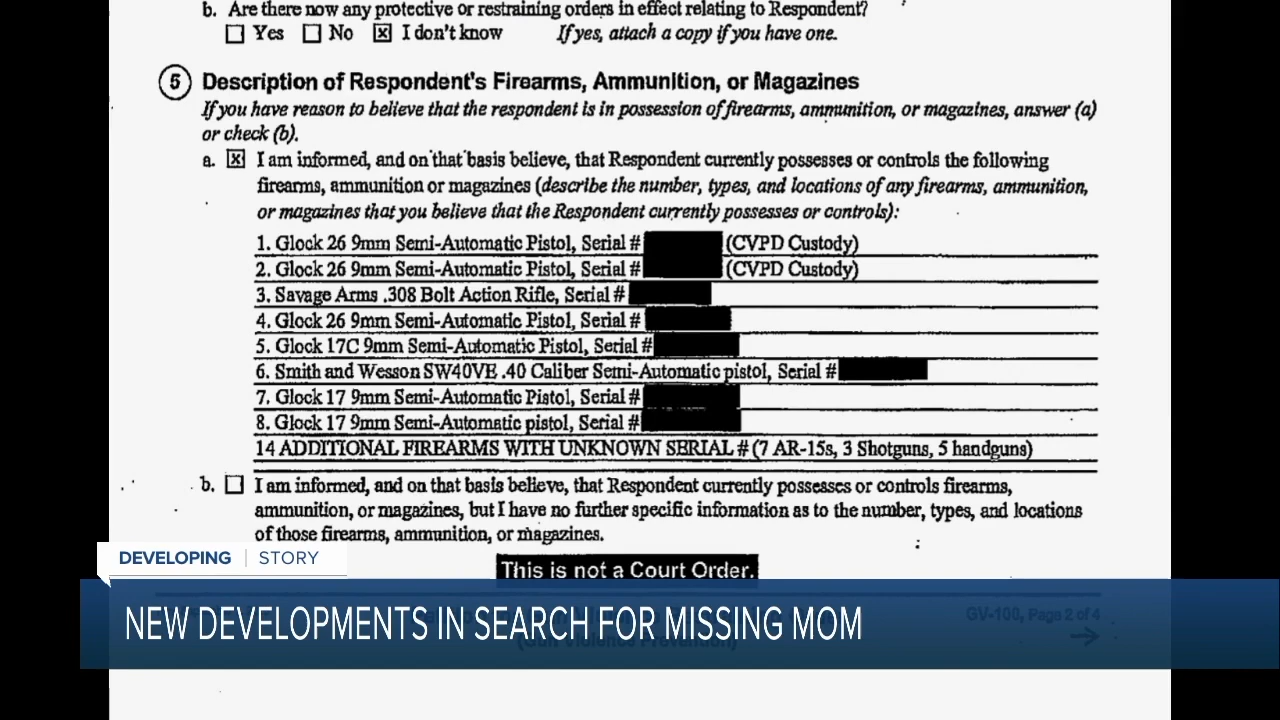 b. Are there now any protective or restraining orders in effect relating to Respondent?
Yes No I don't know If yes, attach a copy if you have one.
5 Description of Respondent's Firearms, Ammunition, or Magazines
If you have reason to believe that the respondent is in possession of firearms, ammunition, or magazines, answer (a)
or check (b).
a. I am informed, and on that basis believe, that Respondent currently possesses or controls the following
firearms, ammunition or magazines (describe the number, types, and locations of any firearms, ammunition,
or magazines that you believe that the Respondent currently possesses or controls):
1. Glock 26 9mm Semi-Automatic Pistol, Serial # (CVPD Custody)
2. Glock 26 9mm Semi-Automatic Pistol, Serial # (CVPD Custody)
3. Savage Arms .308 Bolt Action Rifle, Serial #
4. Glock 26 9mm Semi-Automatic Pistol, Serial #
5. Glock 17C 9mm Semi-Automatic Pistol, Serial #
6. Smith and Wesson SW40VE .40 Caliber Semi-Automatic pistol, Serial #
7. Glock 17 9mm Semi-Automatic Pistol, Serial #
8. Glock 17 9mm Semi-Automatic pistol, Serial #
14 ADDITIONAL FIREARMS WITH UNKNOWN SERIAL # (7 AR-15s, 3 Shotguns, 5 handguns)
b. I am informed, and on that basis believe, that Respondent currently possesses or controls firearms,
ammunition, or magazines, but I have no further specific information as to the number, types, and locations
of those firearms, ammunition, or magazines.
DEVELOPING STORY
This is not a Court Order.
NEW DEVELOPMENTS IN SEARCH FOR MISSING MOM
GV-100, Page 2 of 4
(Gun Violence Prevention)